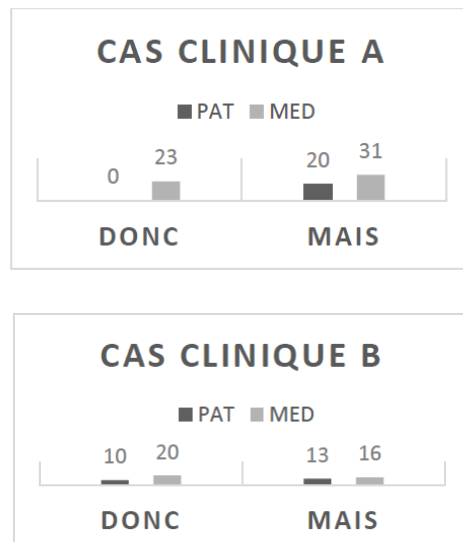 CAS CLINIQUE A
PAT MED
0 23 20 31
DONC MAIS
CAS CLINIQUE B
PAT MED
10 20 13 16
DONC MAIS